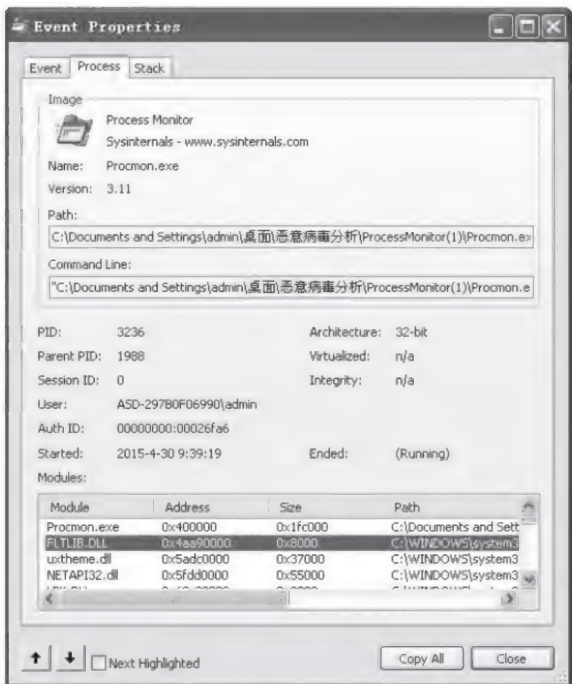 Event Properties
Event Process Stack
Image
Process Monitor
Sysinternals - www.sysinternals.com
Name: Procmon.exe
Version: 3.11
Path:
C:\Documents and Settings\admin\桌面\恶意病毒分析\ProcessMonitor(1)\Procmon.ex
Command Line:
"C:\Documents and Settings\admin\桌面\恶意病毒分析\ProcessMonitor(1)\Procmon.e
PID: 3236 Architecture: 32-bit
Parent PID: 1988 Virtualized: n/a
Session ID: 0 Integrity: n/a
User: ASD-297B0F06990\admin
Auth ID: 00000000:00026fa6
Started: 2015-4-30 9:39:19 Ended: (Running)
Modules:
Module Address Size Path
Procmon.exe 0x400000 0x1fc000 C:\Documents and Sett
FLTLIB.DLL 0x4aa90000 0x8000 C:\WINDOWS\system3
uxtheme.dll 0x5adc0000 0x37000 C:\WINDOWS\system3
NETAPI32.dll 0x5fdd0000 0x55000 C:\WINDOWS\system3
Next Highlighted Copy All Close